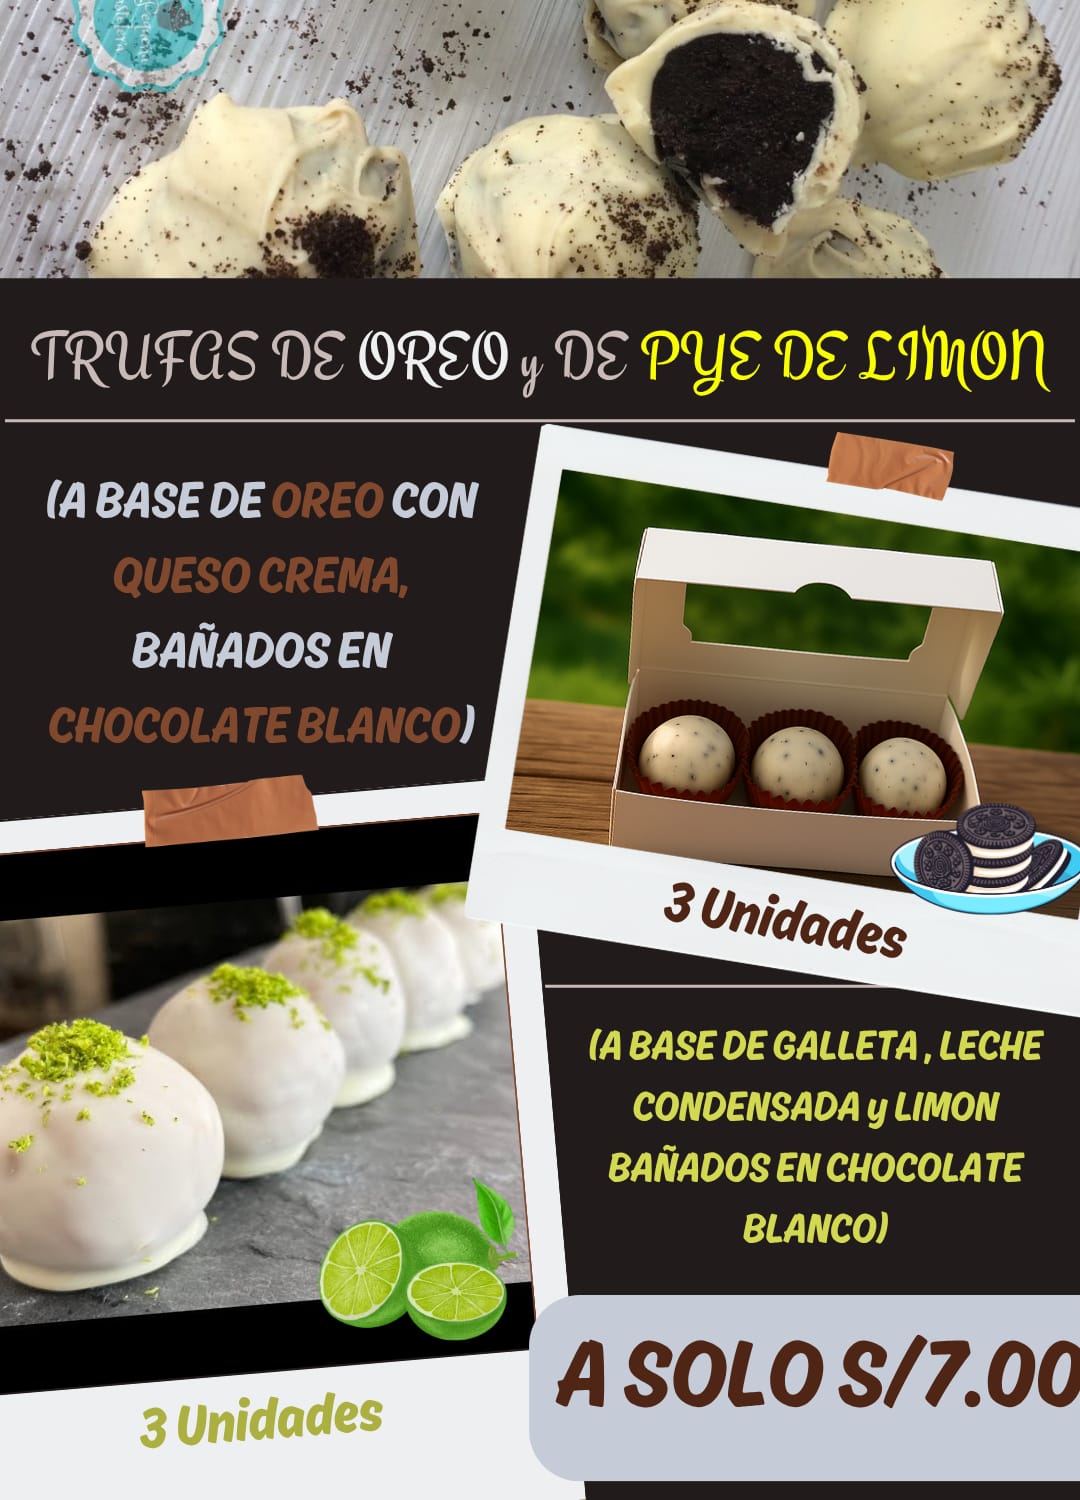 TRUFAS DE OREO y DE PYE DE LIMON
(A BASE DE OREO CON
QUESO CREMA,
BAÑADOS EN
CHOCOLATE BLANCO)
3 Unidades
(A BASE DE GALLETA , LECHE
CONDENSADA y LIMON
BAÑADOS EN CHOCOLATE
BLANCO)
3 Unidades
A SOLO S/7.00